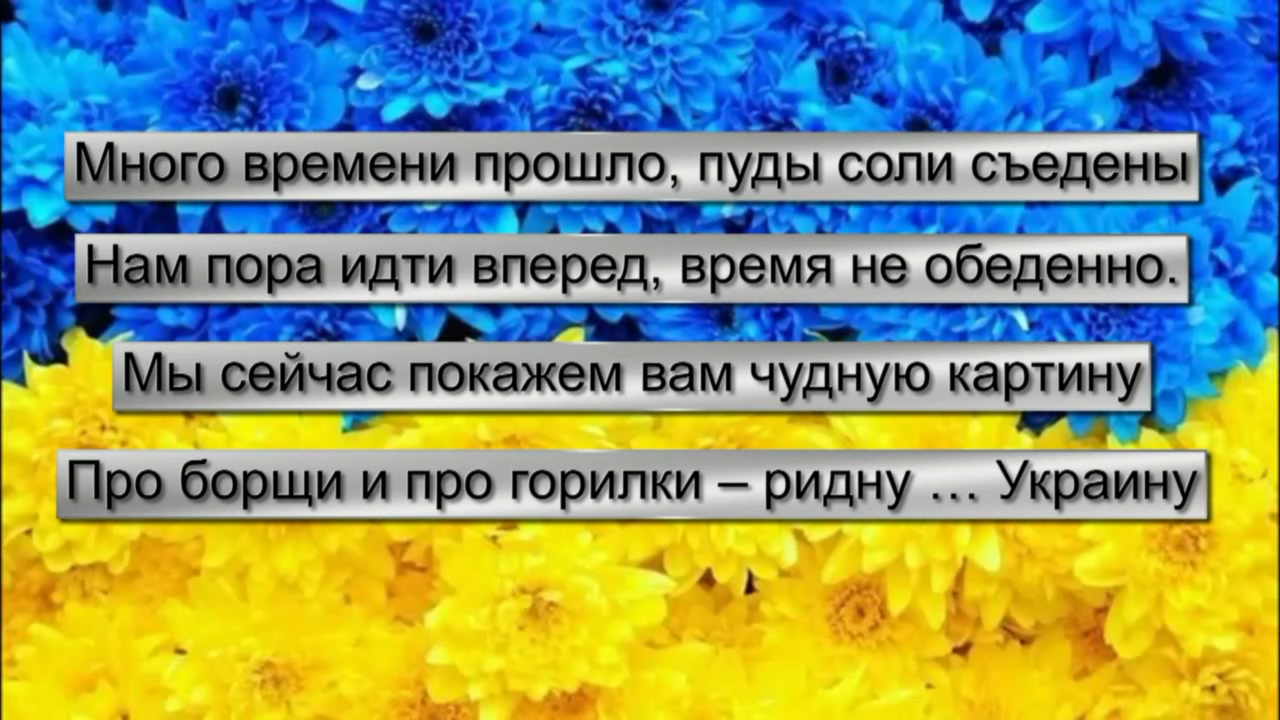 Много времени прошло, пуды соли съедены
Нам пора идти вперед, время не обеденно.
Мы сейчас покажем вам чудную картину
Про борщи и про горилки – ридну ... Украину